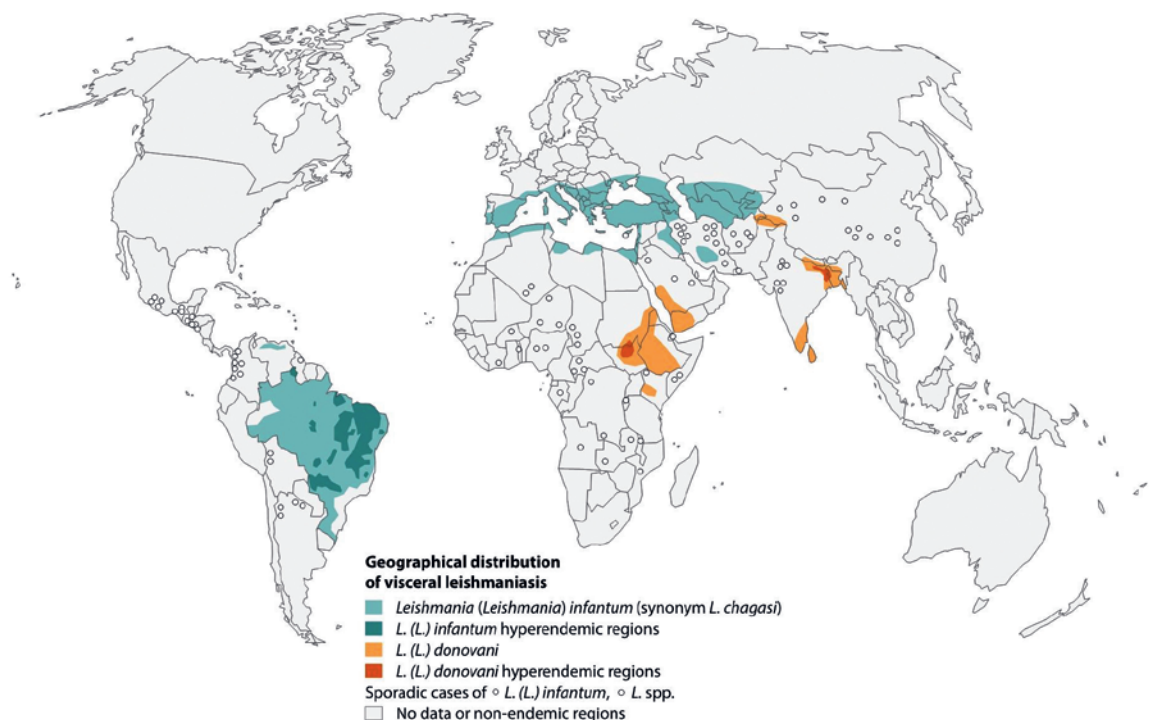 Geographical distribution
of visceral leishmaniasis
Leishmania (Leishmania) infantum (synonym L. chagasi)
L. (L.) infantum hyperendemic regions
L. (L.) donovani
L. (L.) donovani hyperendemic regions
Sporadic cases of ◦ L. (L.) infantum, ◦ L. spp.
No data or non-endemic regions